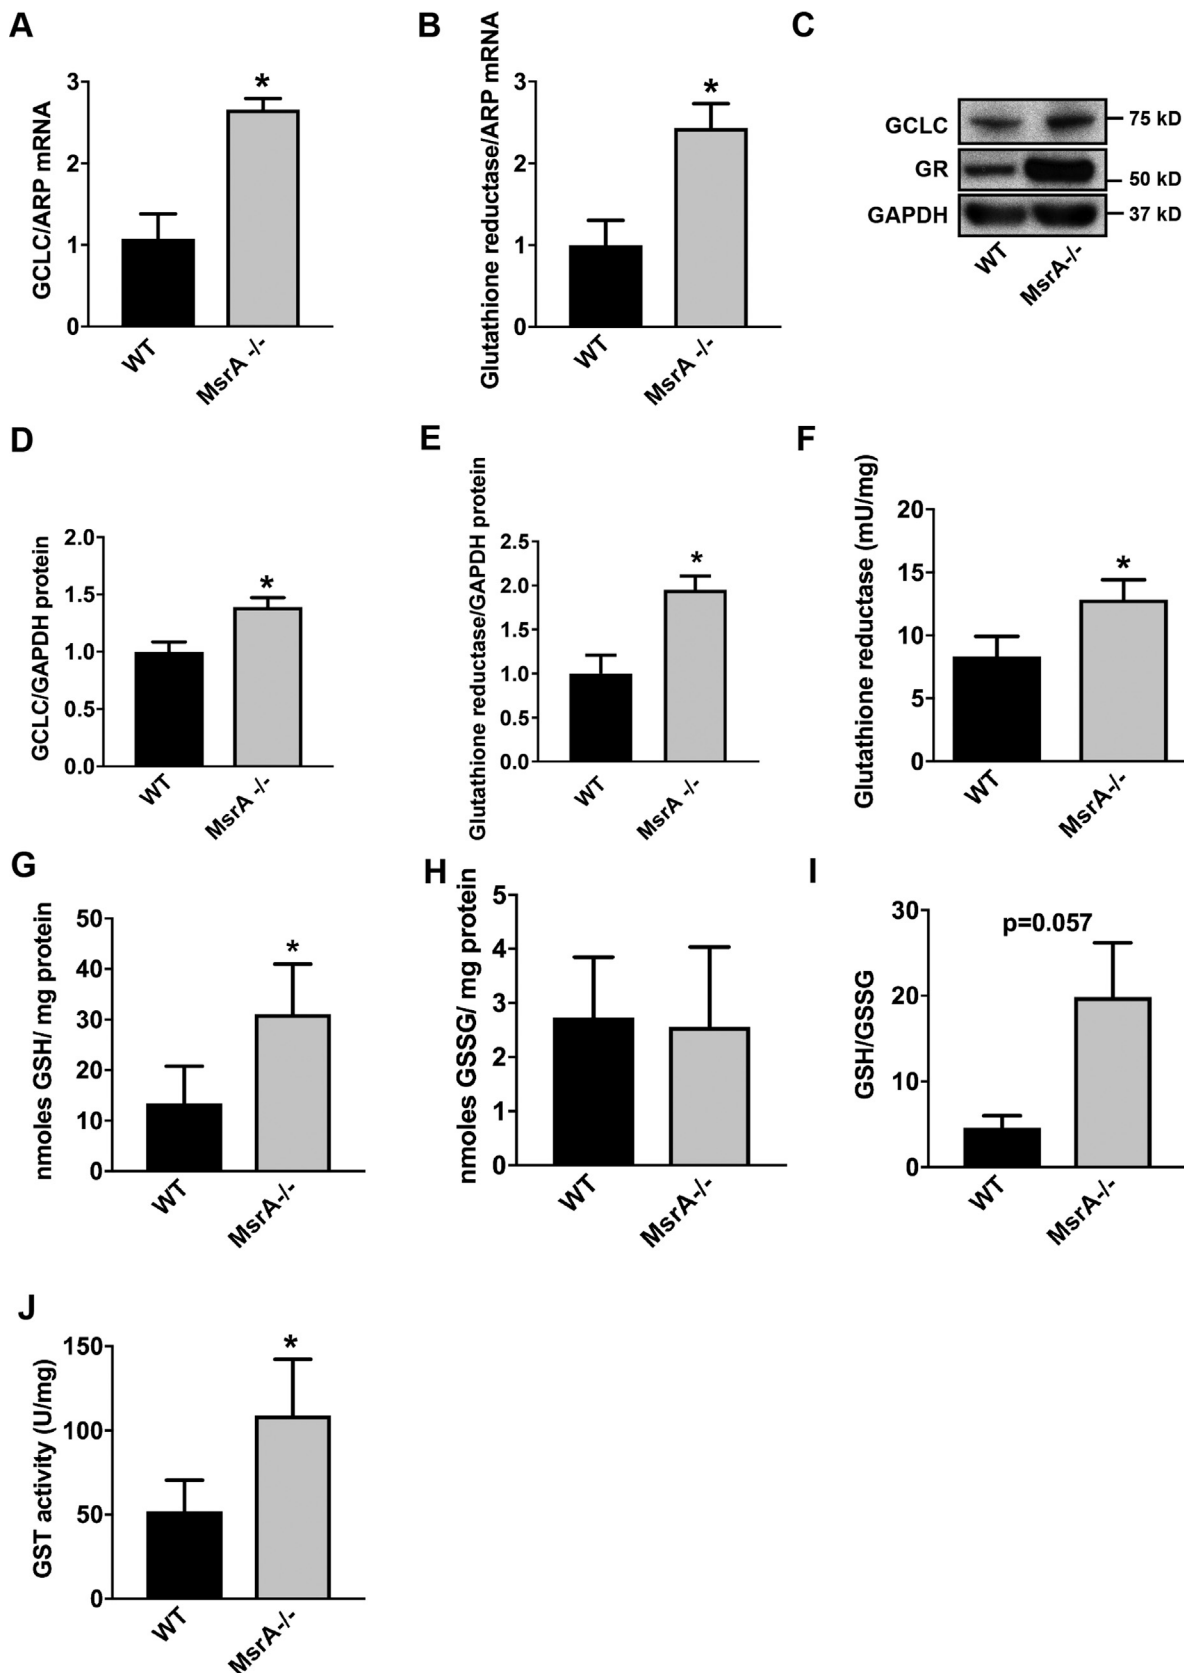 A
GCLC/ARP mRNA
3
*
2
1
0
WT
MsrA -/-
B
Glutathione reductase/ARP mRNA
3
*
2
1
0
WT
MsrA -/-
C
GCLC
75 kD
GR
50 kD
GAPDH
37 kD
WT
MsrA-/-
D
GCLC/GAPDH protein
2.0
1.5
*
1.0
0.5
0.0
WT
MsrA -/-
E
Glutathione reductase/GAPDH protein
2.5
*
2.0
1.5
1.0
0.5
0.0
WT
MsrA -/-
F
Glutathione reductase (mU/mg)
20
15
*
10
5
0
WT
MsrA-/-
G
nmoles GSH/ mg protein
50
*
40
30
20
10
0
WT
MsrA-/-
H
nmoles GSSG/ mg protein
5
4
3
2
1
0
WT
MsrA-/-
I
GSH/GSSG
30
p=0.057
20
10
0
WT
MsrA-/-
J
GST activity (U/mg)
150
*
100
50
0
WT
MsrA-/-